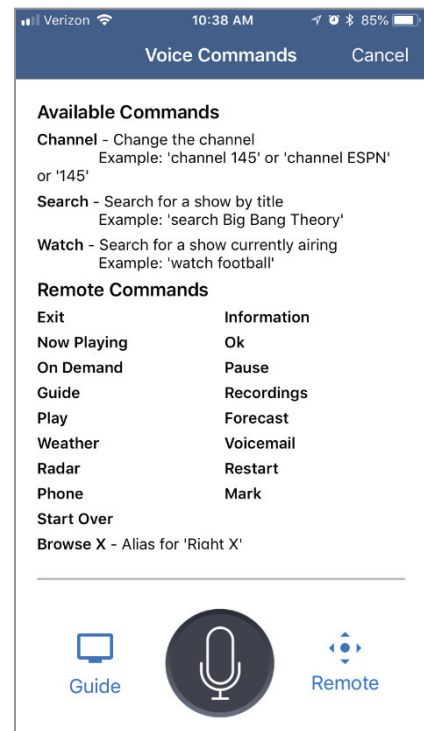 Verizon 10:38 AM 85%
Voice Commands Cancel
Available Commands
Channel - Change the channel
Example: 'channel 145' or 'channel ESPN'
or '145'
Search - Search for a show by title
Example: 'search Big Bang Theory'
Watch - Search for a show currently airing
Example: 'watch football'
Remote Commands
Exit Information
Now Playing Ok
On Demand Pause
Guide Recordings
Play Forecast
Weather Voicemail
Radar Restart
Phone Mark
Start Over
Browse X - Alias for 'Right X'
Guide Remote